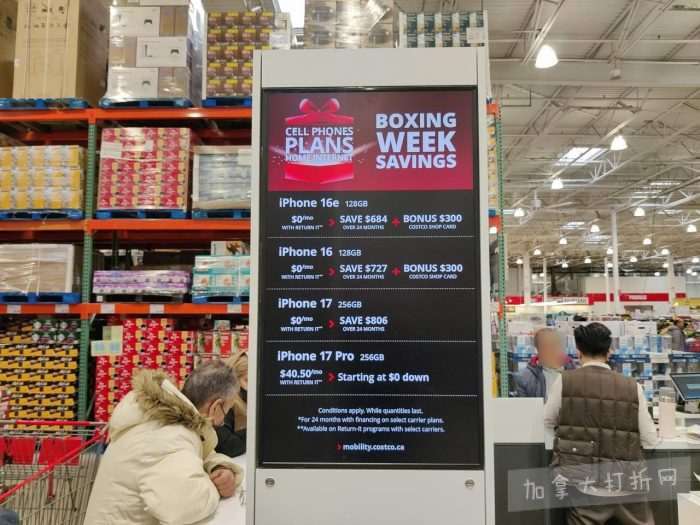 CELL PHONES
PLANS
HOME INTERNET
BOXING
WEEK
SAVINGS
iPhone 16e 128GB
$0/mo WITH RETURN IT** > SAVE $684 OVER 24 MONTHS + BONUS $300 COSTCO SHOP CARD
iPhone 16 128GB
$0/mo WITH RETURN IT** > SAVE $727 OVER 24 MONTHS + BONUS $300 COSTCO SHOP CARD
iPhone 17 256GB
$0/mo WITH RETURN IT** > SAVE $806 OVER 24 MONTHS
iPhone 17 Pro 256GB
$40.50/mo WITH RETURN IT** > Starting at $0 down
Conditions apply. While quantities last.
*For 24 months with financing on select carrier plans.
**Available on Return-It programs with select carriers.
> mobility.costco.ca
加拿大打折网